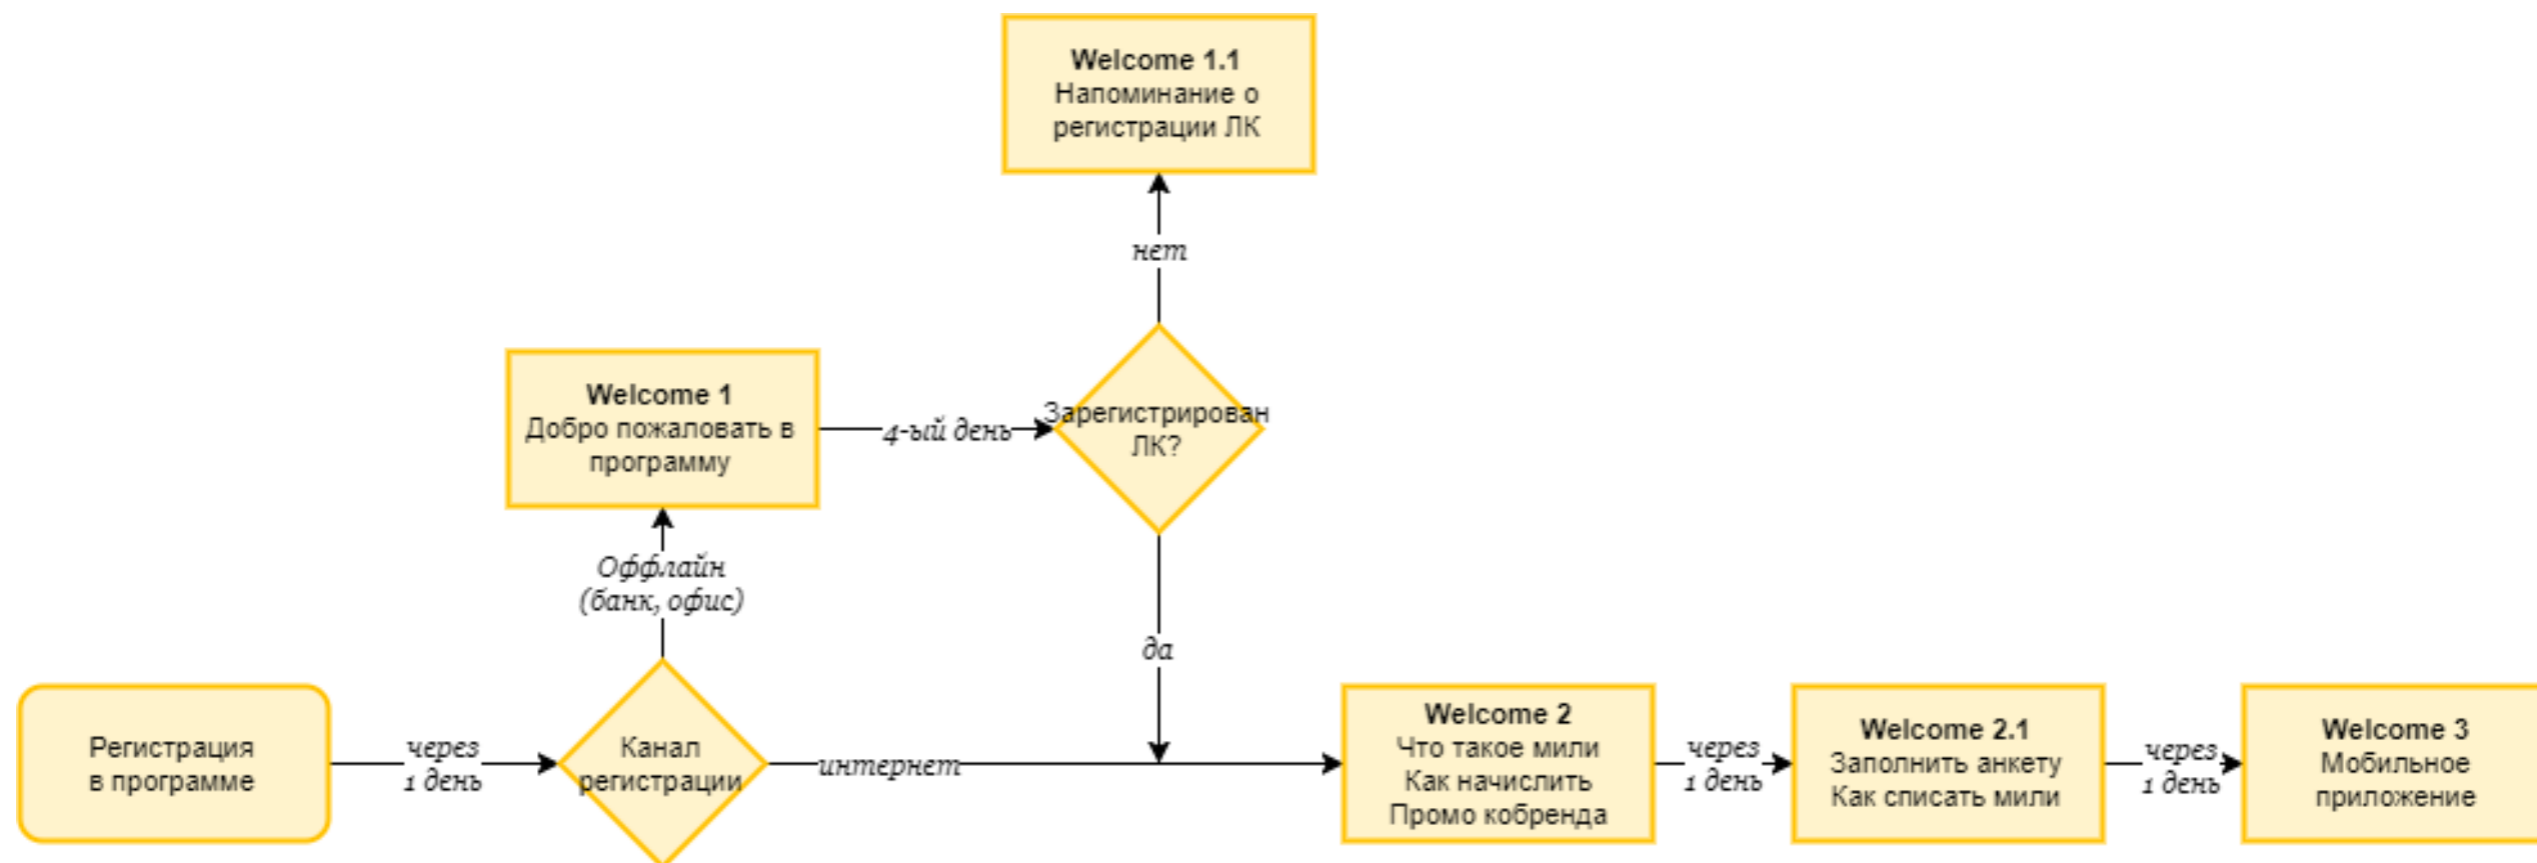 Welcome 1.1
Напоминание о
регистрации ЛК
нет
Welcome 1
Добро пожаловать в
программу
4-ый день
Зарегистрирован
ЛК?
Оффлайн
(банк, офис)
да
Регистрация
в программе
через
1 день
Канал
регистрации
интернет
Welcome 2
Что такое мили
Как начислить
Промо кобренда
через
1 день
Welcome 2.1
Заполнить анкету
Как списать мили
через
1 день
Welcome 3
Мобильное
приложение